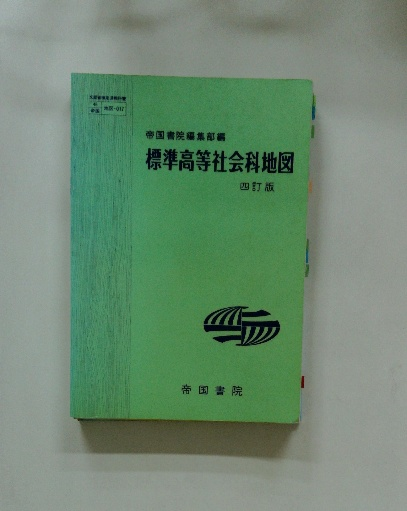 帝国書院編集部編
標準高等社会科地図
四訂版
帝国書院